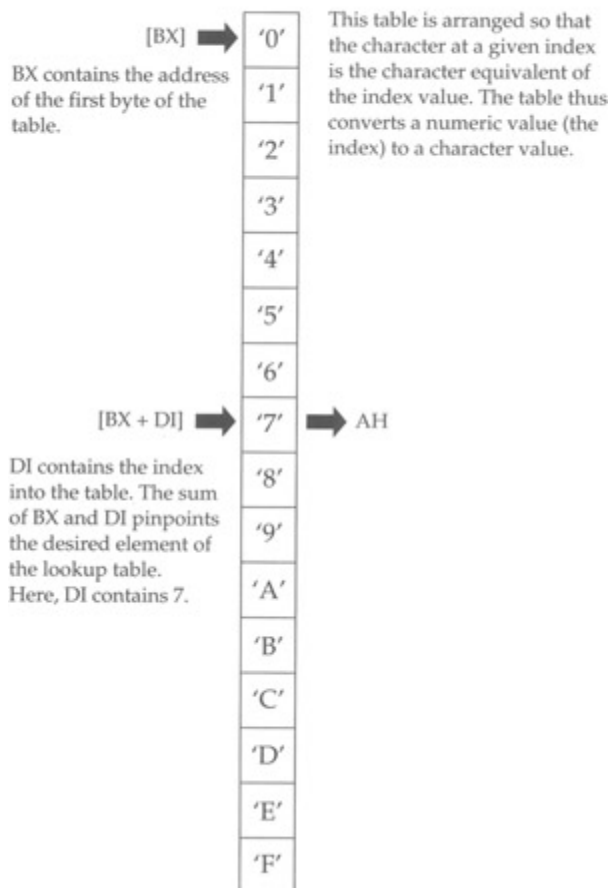 [BX]
BX contains the address
of the first byte of the
table.
This table is arranged so that
the character at a given index
is the character equivalent of
the index value. The table thus
converts a numeric value (the
index) to a character value.
‘0’
‘1’
‘2’
‘3’
‘4’
‘5’
‘6’
[BX + DI]
‘7’
AH
DI contains the index
into the table. The sum
of BX and DI pinpoints
the desired element of
the lookup table.
Here, DI contains 7.
‘8’
‘9’
‘A’
‘B’
‘C’
‘D’
‘E’
‘F’